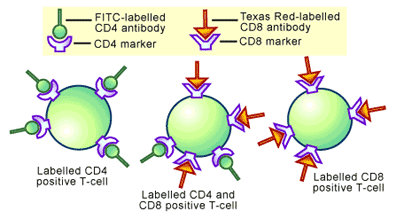 FITC-labelled
CD4 antibody
CD4 marker
Texas Red-labelled
CD8 antibody
CD8 marker
Labelled CD4
positive T-cell
Labelled CD4 and
CD8 positive T-cell
Labelled CD8
positive T-cell